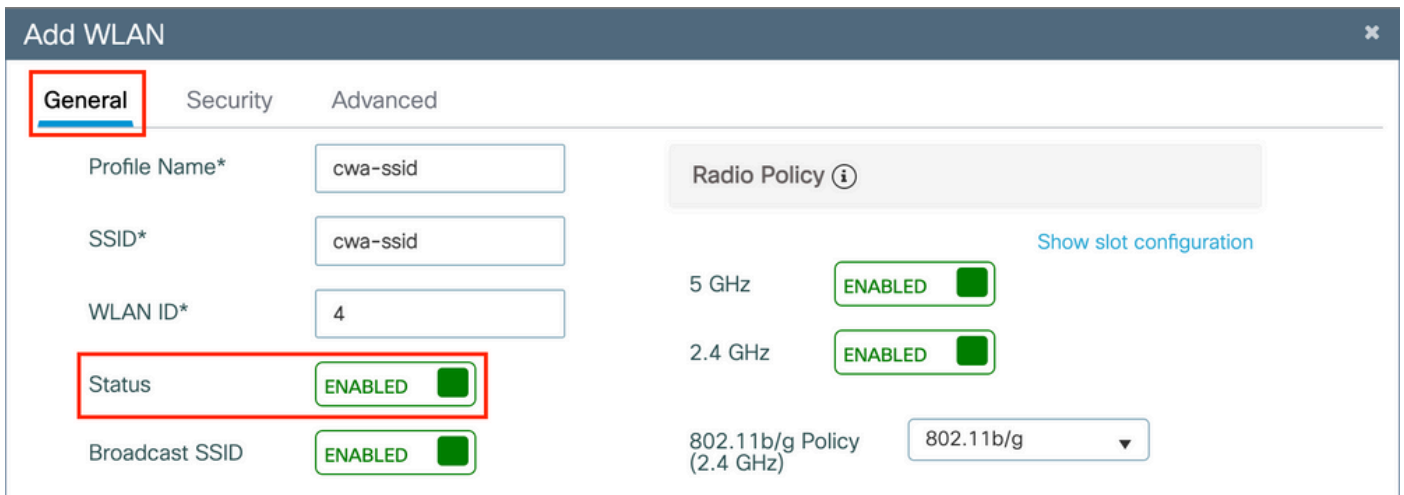 Add WLAN
General Security Advanced
Profile Name* cwa-ssid
SSID* cwa-ssid
WLAN ID* 4
Status ENABLED
Broadcast SSID ENABLED
Radio Policy
Show slot configuration
5 GHz ENABLED
2.4 GHz ENABLED
802.11b/g Policy
(2.4 GHz)
802.11b/g